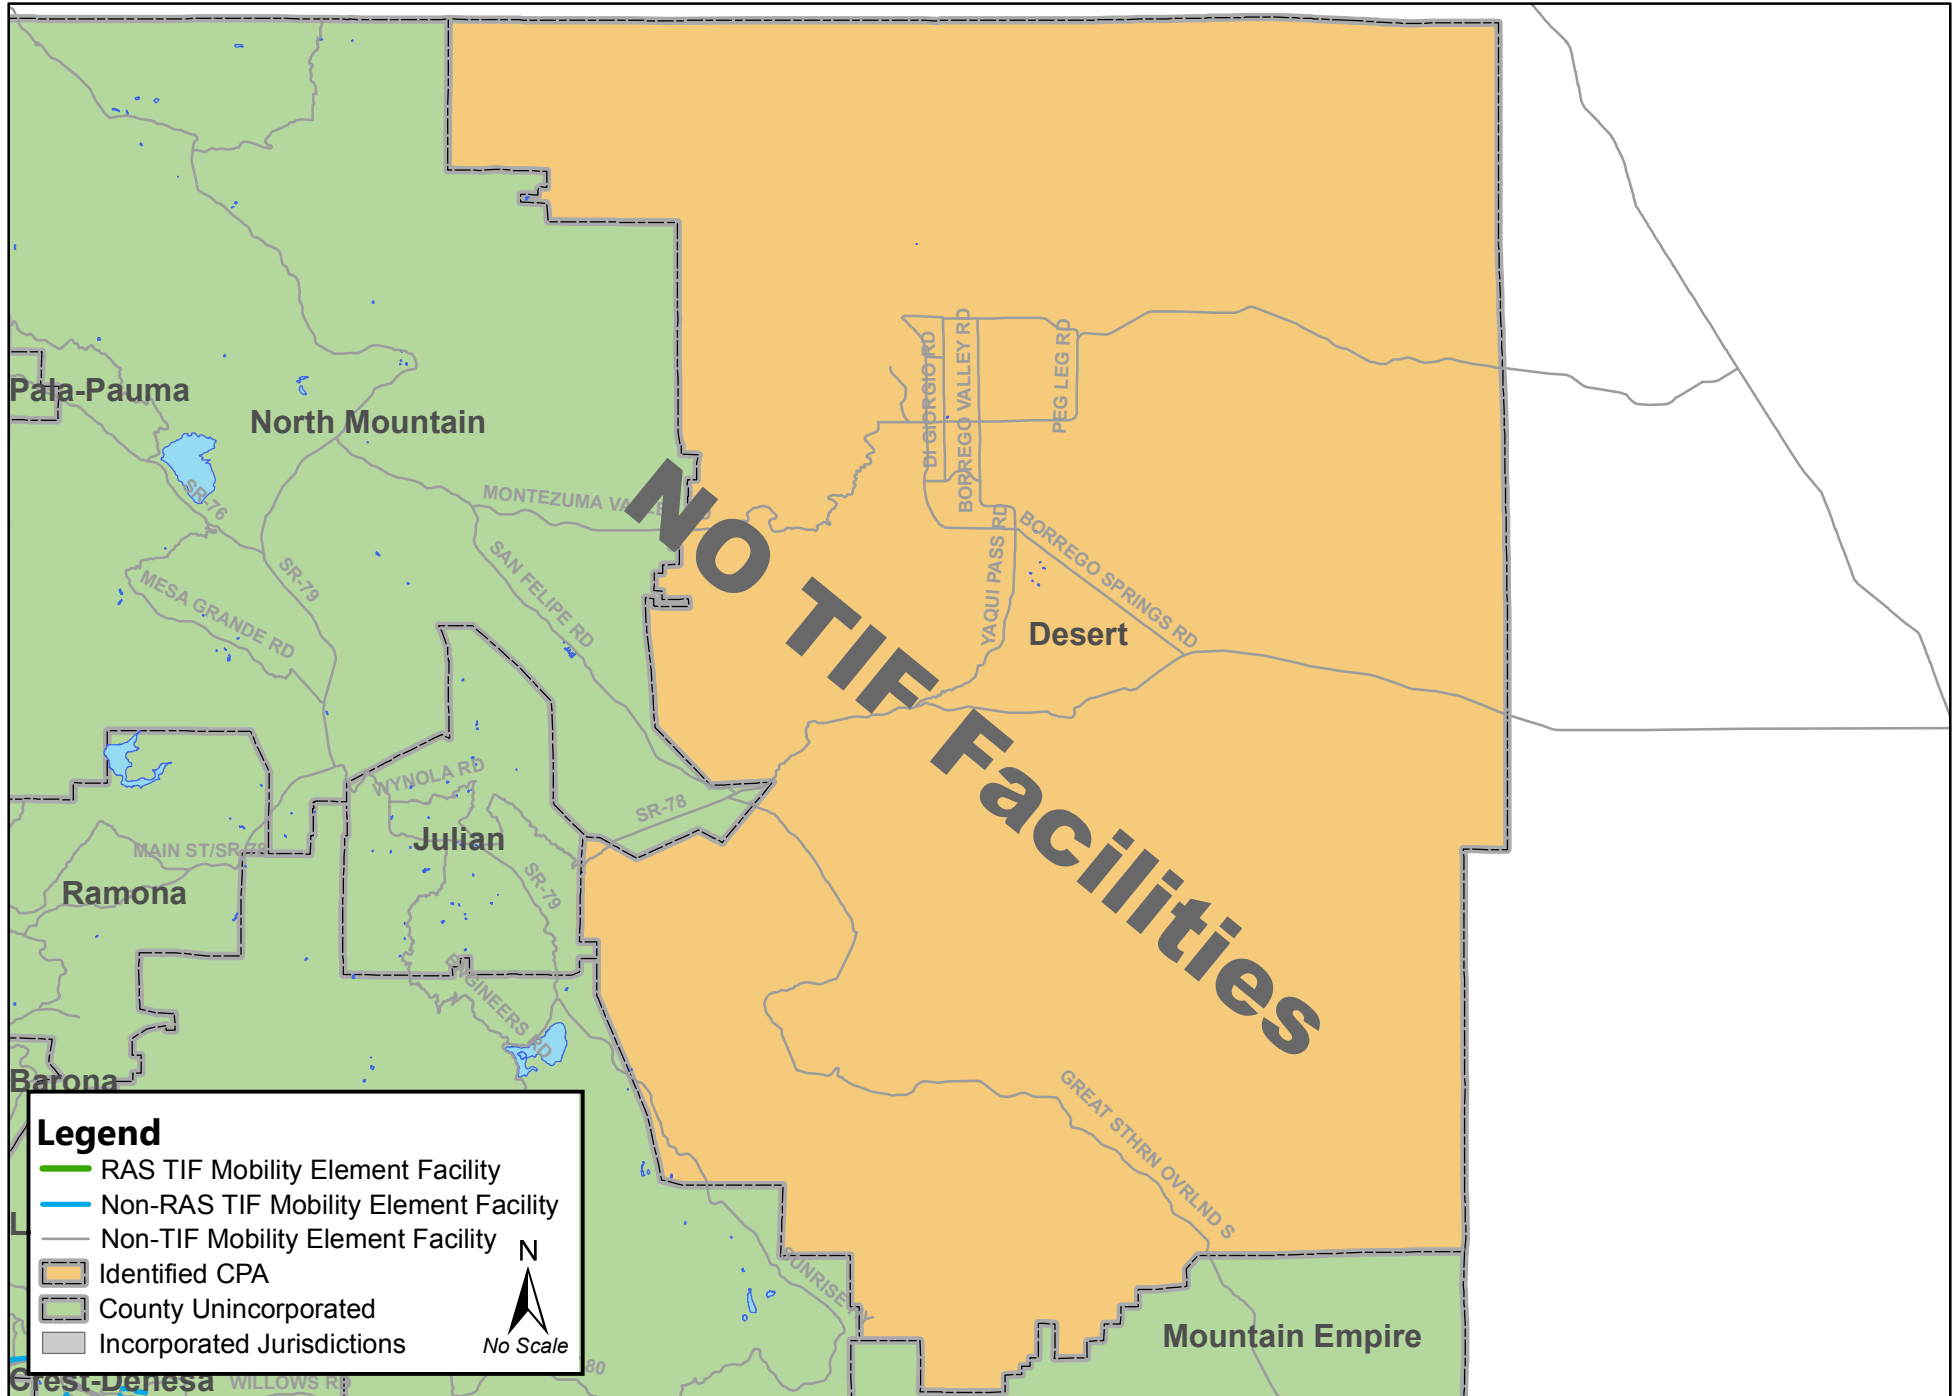 Pala-Pauma
North Mountain
SR-76
MESA GRANDE RD
SR-79
MONTEZUMA VALLEY RD
SAN FELIPE RD
DI GIORGIO RD
BORREGO VALLEY RD
PEG LEG RD
YAQUI PASS RD
BORREGO SPRINGS RD
Desert
NO TIF Facilities
WYNOLA RD
SR-78
Julian
MAIN ST/SR-78
Ramona
SR-79
ENGINEERS RD
Barona
GREAT STHRN OVRLND S
SUNRISE HY
Mountain Empire
L
Legend
RAS TIF Mobility Element Facility
Non-RAS TIF Mobility Element Facility
Non-TIF Mobility Element Facility
Identified CPA
County Unincorporated
Incorporated Jurisdictions
N
No Scale
80
Crest-Dehesa
WILLOWS RD